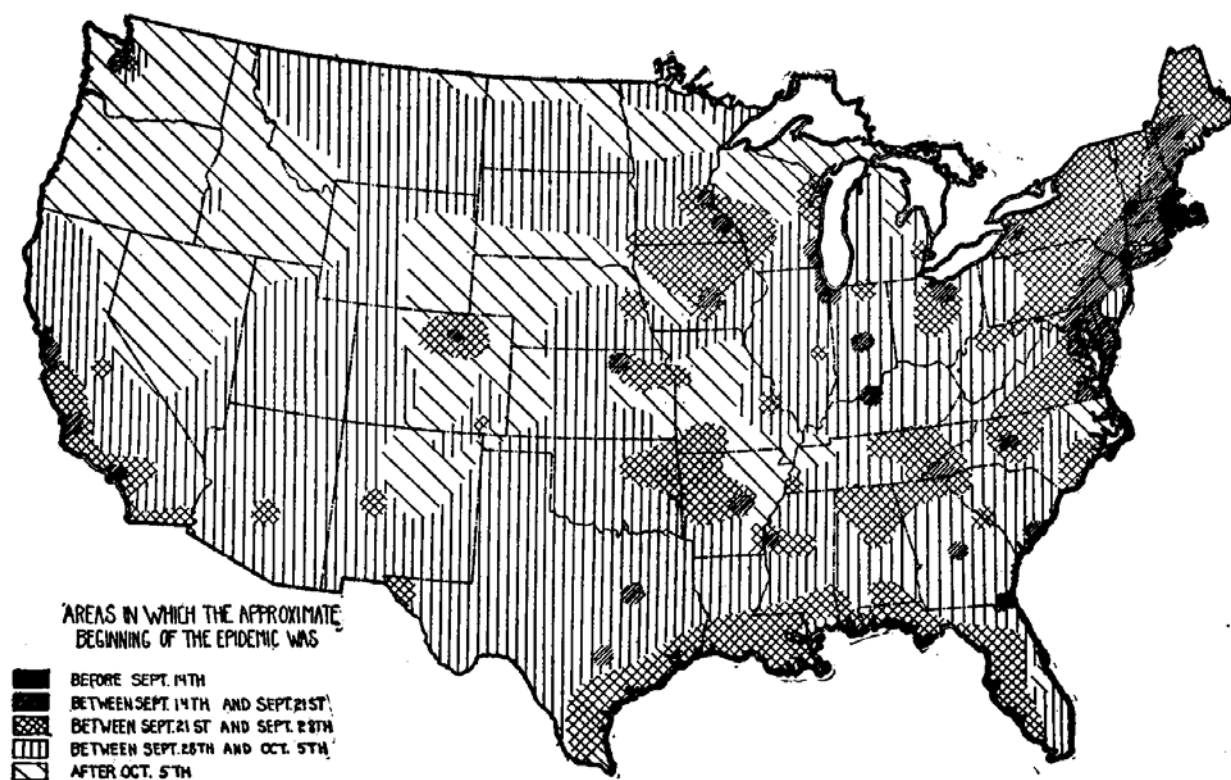 AREAS IN WHICH THE APPROXIMATE
BEGINNING OF THE EPIDEMIC WAS
BEFORE SEPT. 14TH
BETWEEN SEPT. 14TH AND SEPT. 21ST
BETWEEN SEPT. 21ST AND SEPT. 28TH
BETWEEN SEPT. 28TH AND OCT. 5TH
AFTER OCT. 5TH